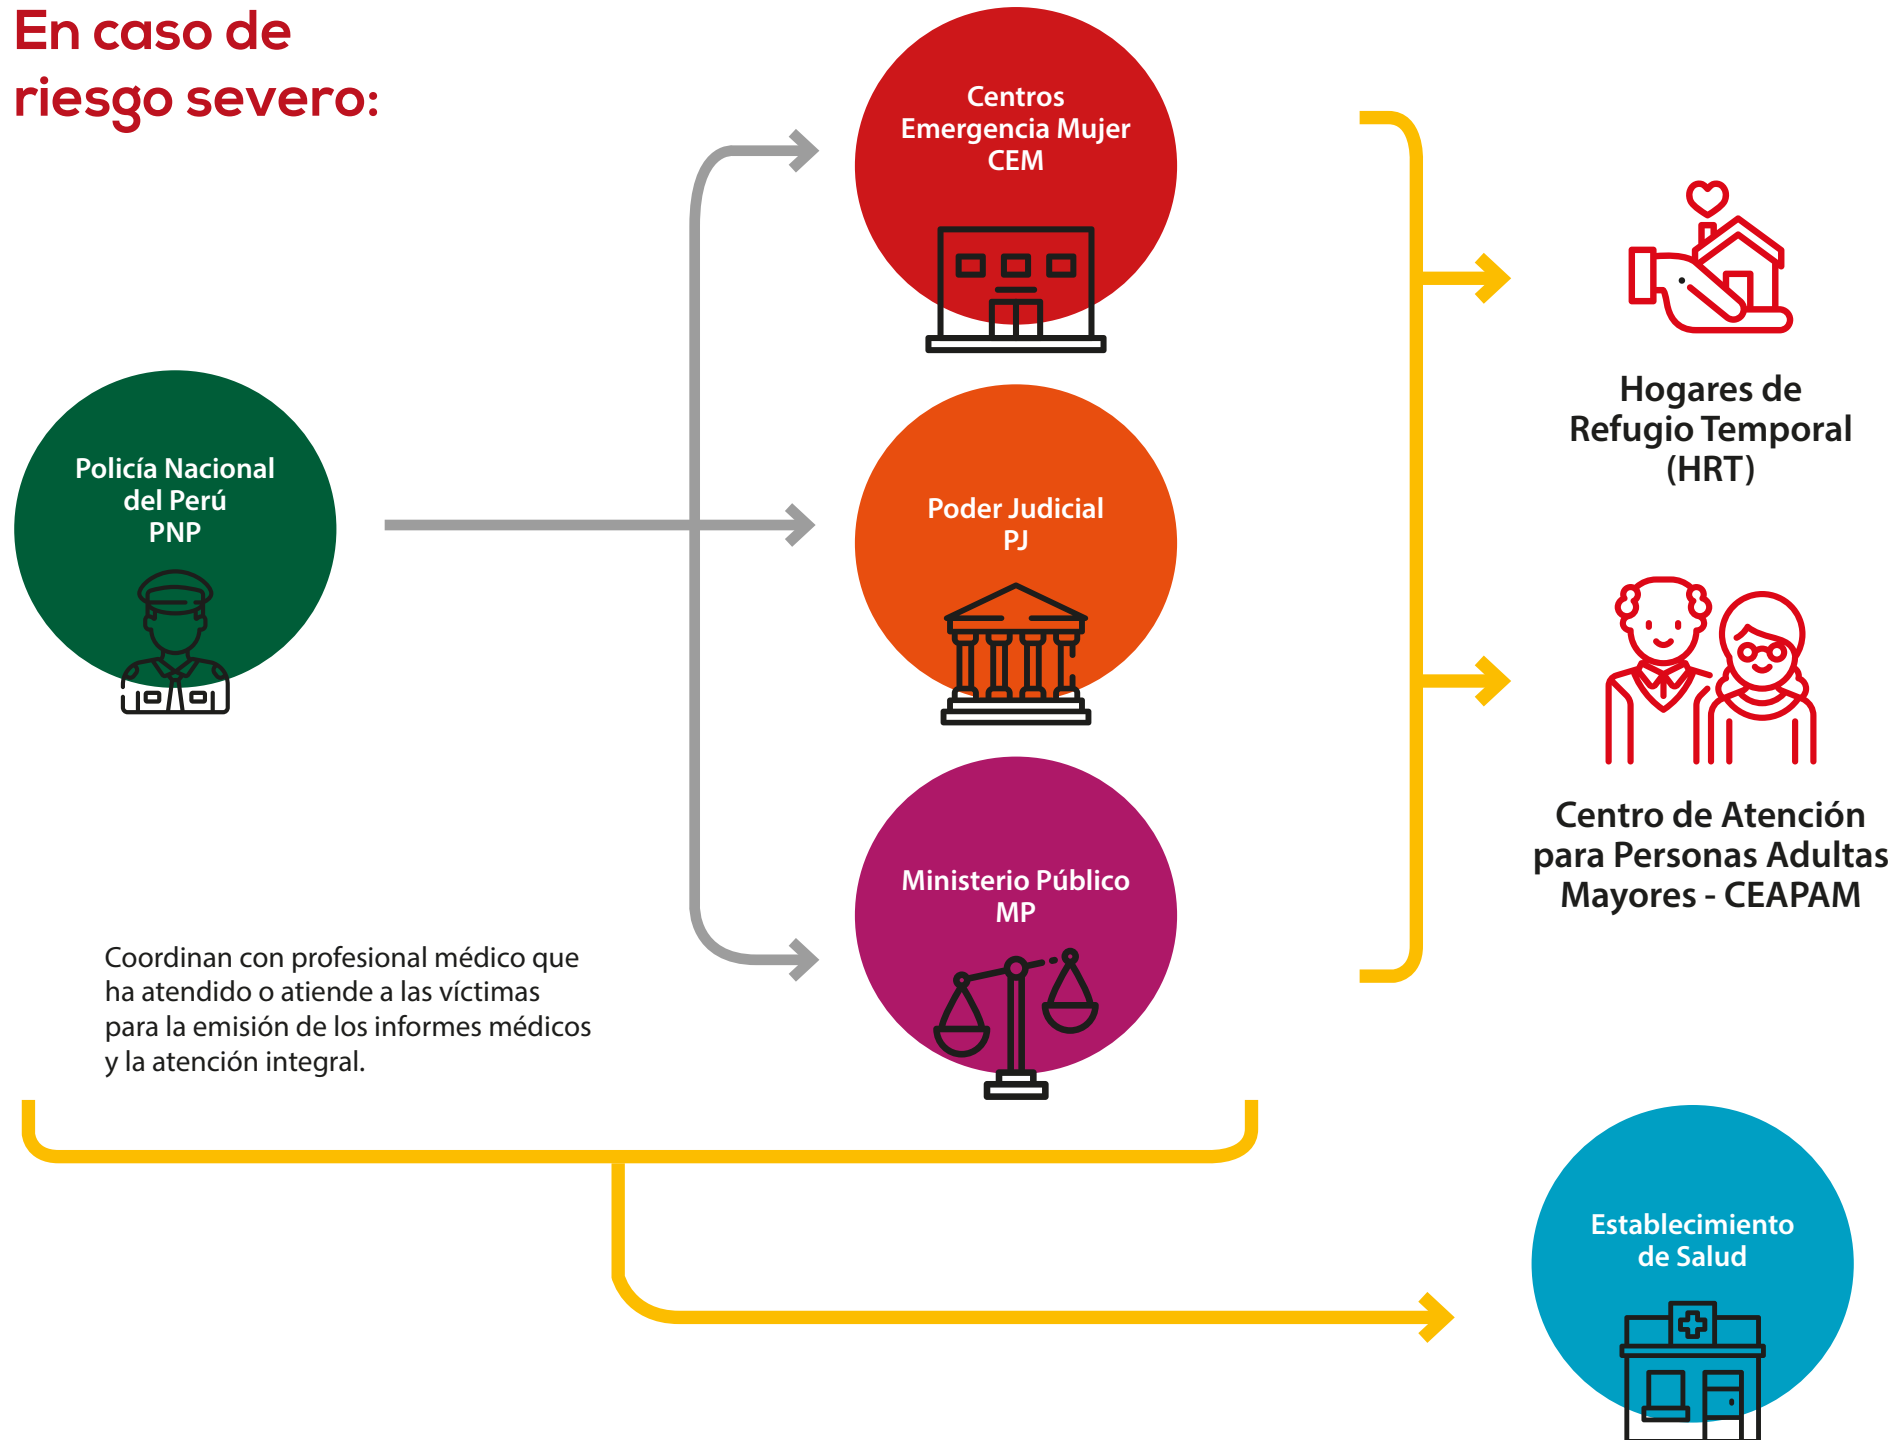 En caso de
riesgo severo:
Centros
Emergencia Mujer
CEM
Policía Nacional
del Perú
PNP
Poder Judicial
PJ
Ministerio Público
MP
Hogares de
Refugio Temporal
(HRT)
Centro de Atención
para Personas Adultas
Mayores - CEAPAM
Coordinan con profesional médico que
ha atendido o atiende a las víctimas
para la emisión de los informes médicos
y la atención integral.
Establecimiento
de Salud